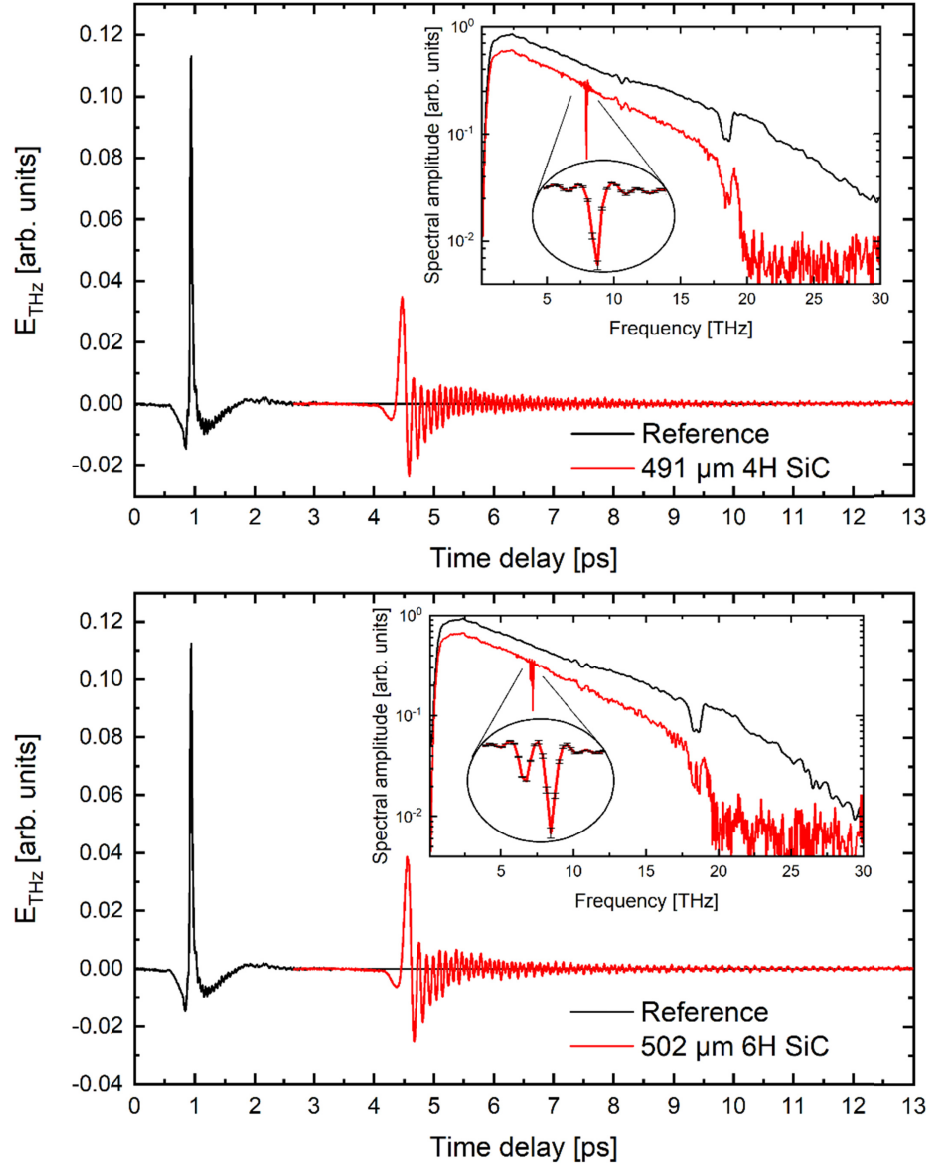 0.12
0.10
0.08
0.06
0.04
0.02
0.00
-0.02
E_THz [arb. units]
0 1 2 3 4 5 6 7 8 9 10 11 12 13
Time delay [ps]
Reference
491 µm 4H SiC
10^0
10^-1
10^-2
Spectral amplitude [arb. units]
5 10 15 20 25 30
Frequency [THz]
0.12
0.10
0.08
0.06
0.04
0.02
0.00
-0.02
-0.04
E_THz [arb. units]
0 1 2 3 4 5 6 7 8 9 10 11 12 13
Time delay [ps]
Reference
502 µm 6H SiC
10^0
10^-1
10^-2
Spectral amplitude [arb. units]
5 10 15 20 25 30
Frequency [THz]